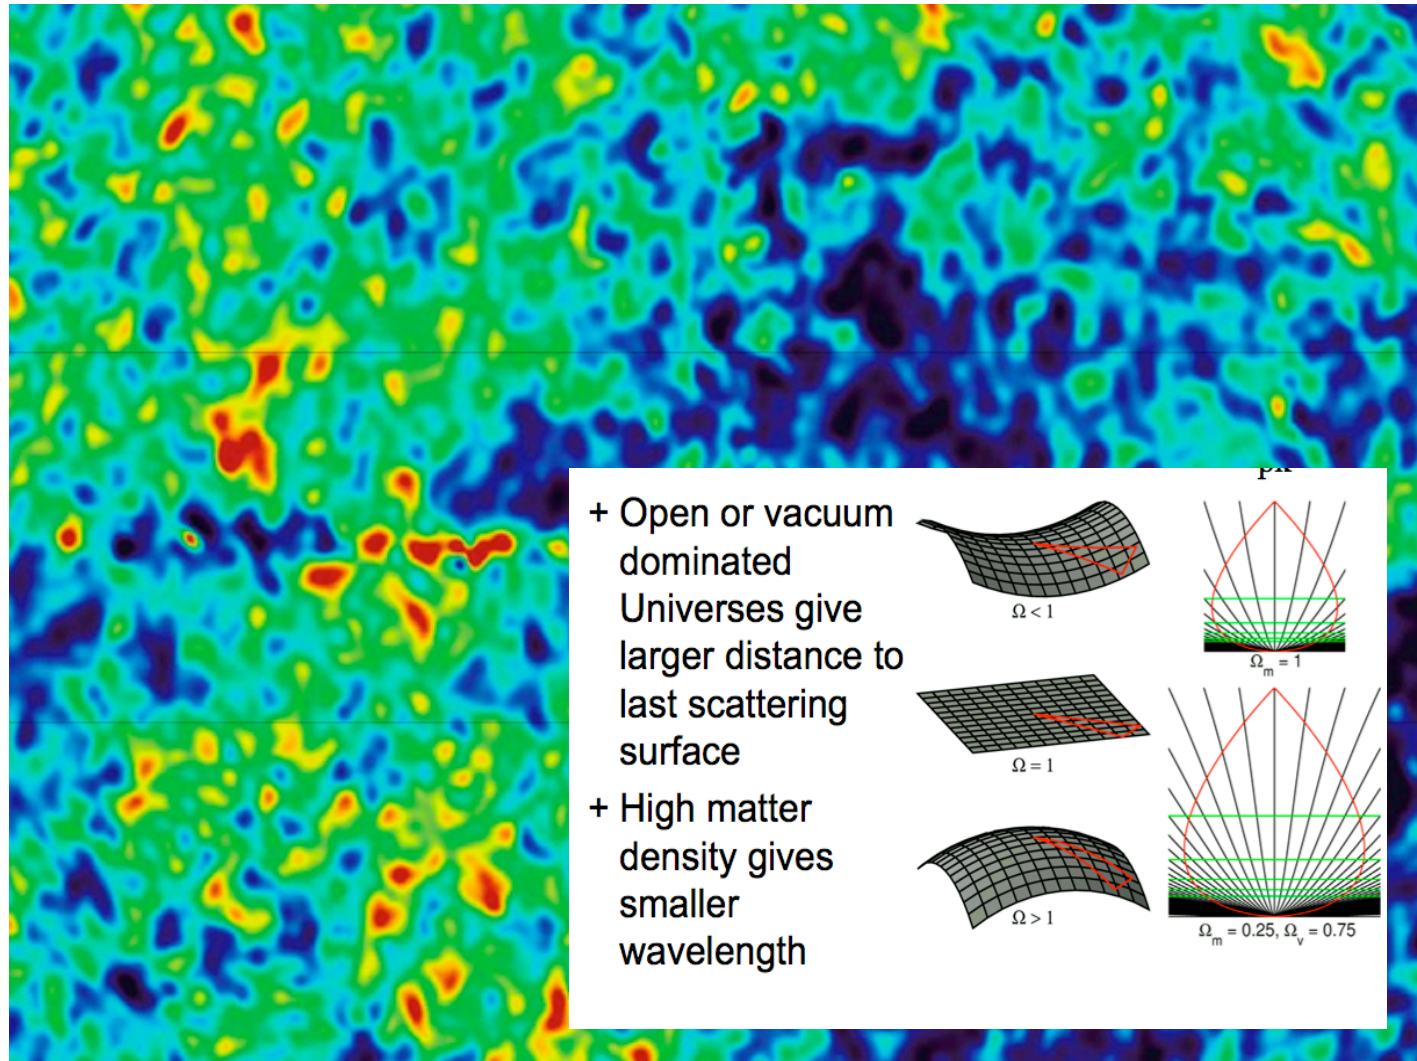 + Open or vacuum
dominated
Universes give
larger distance to
last scattering
surface
+ High matter
density gives
smaller
wavelength
Ω < 1
Ω = 1
Ω > 1
Ωm = 1
Ωm = 0.25, Ωv = 0.75